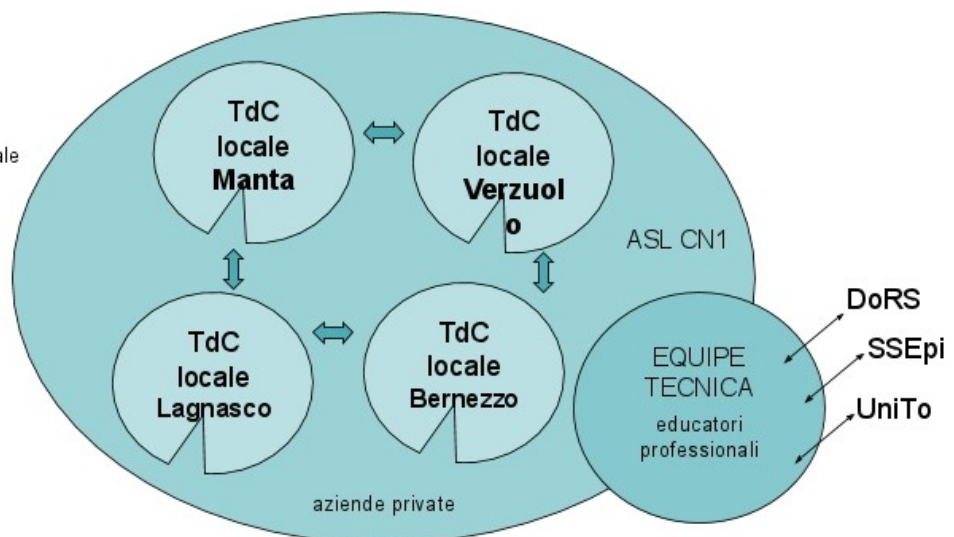 TdC
locale
Manta
TdC
locale
Verzuol
o
ale
ASL CN1
TdC
locale
Lagnasco
TdC
locale
Bernezzo
EQUIPE
TECNICA
educatori
professionali
DoRS
SSEpi
UniTo
aziende private